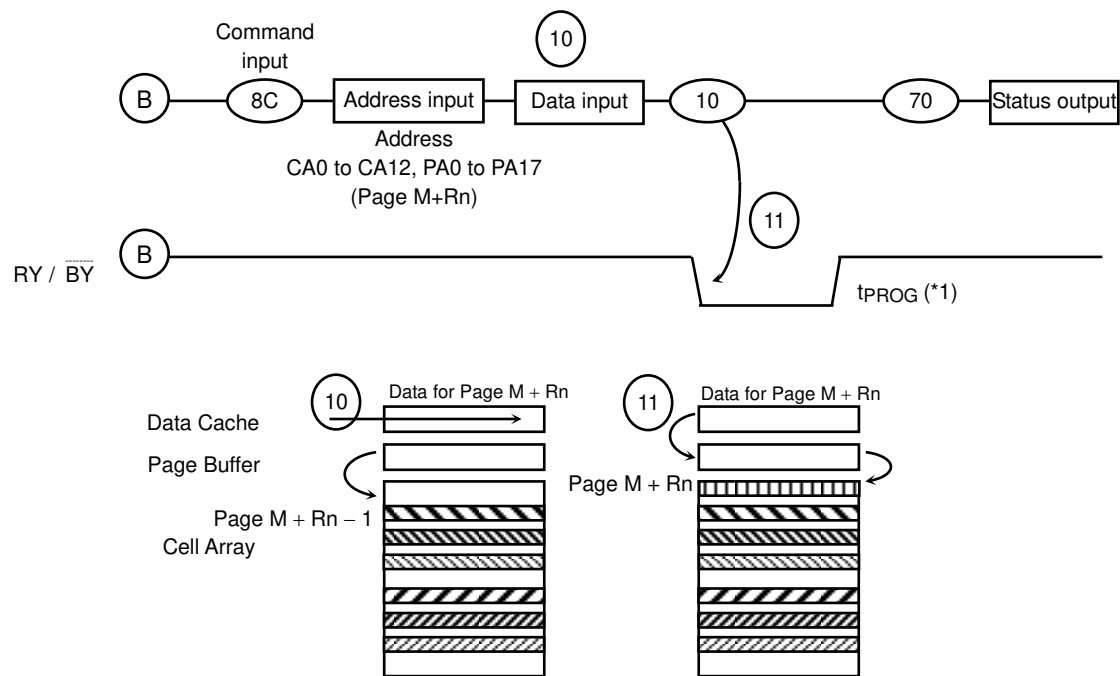 10
Command
input
B 8C Address input Data input 10 70 Status output
Address
CA0 to CA12, PA0 to PA17
(Page M+Rn)
11
B
RY / BY
tPROG (*1)
10 Data for Page M + Rn 11 Data for Page M + Rn
Data Cache
Page Buffer
Page M + Rn
Page M + Rn − 1
Cell Array